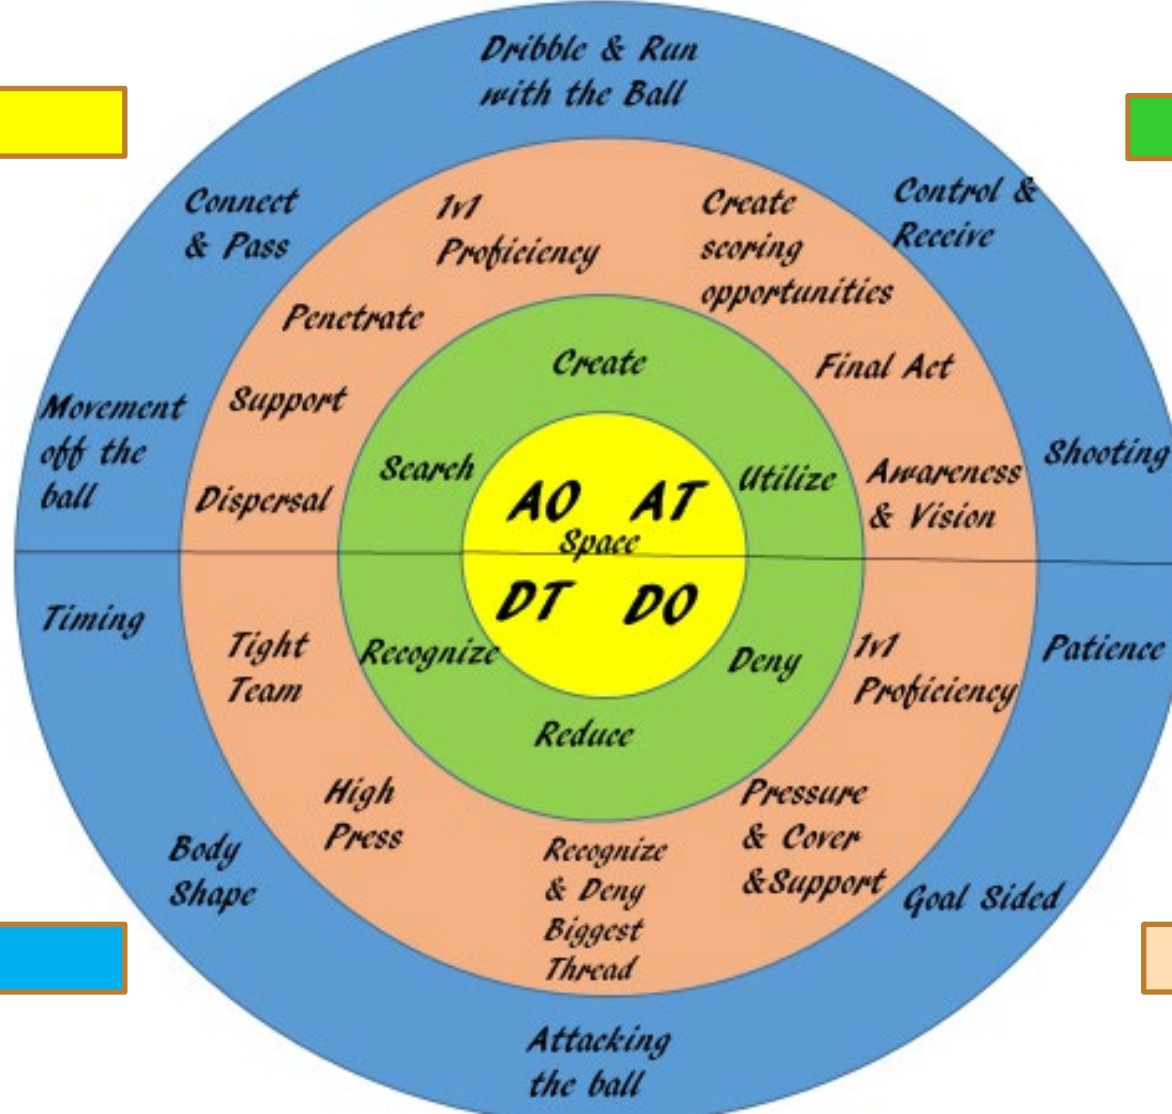 Dribble & Run
with the Ball
Connect
& Pass
1v1
Proficiency
Create
scoring
opportunities
Control &
Receive
Penetrate
Create
Final Act
Support
Movement
off the
ball
Search
Utilize
Shooting
Awareness
& Vision
Dispersal
AO AT
Space
DT DO
Timing
Tight
Team
Recognize
Deny
1v1
Proficiency
Patience
Reduce
High
Press
Pressure
& Cover
&Support
Body
Shape
Recognize
& Deny
Biggest
Thread
Goal Sided
Attacking
the ball